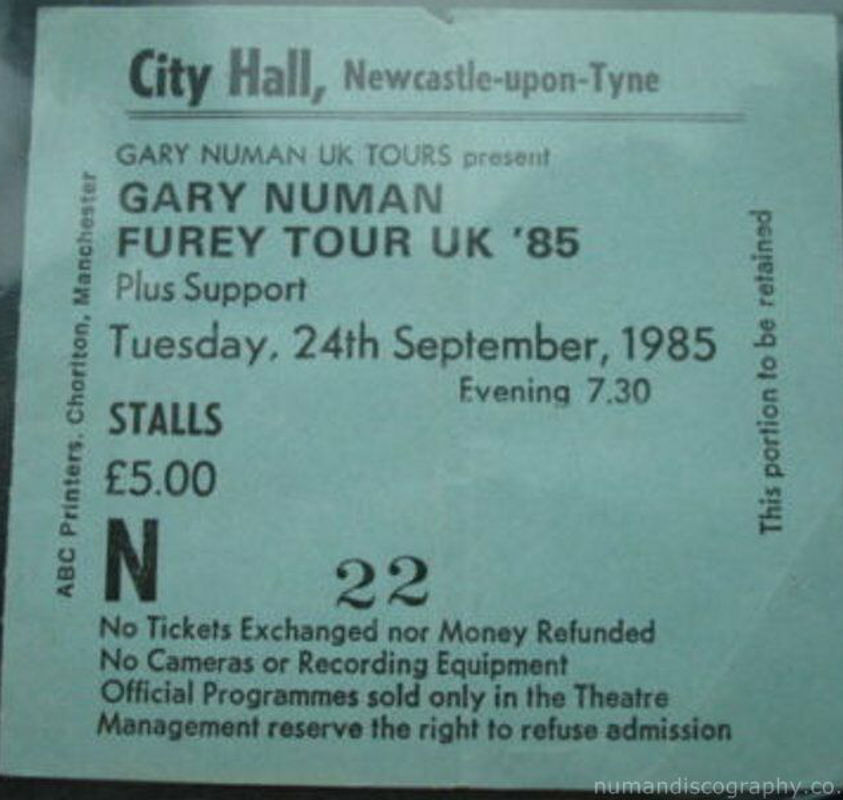 City Hall, Newcastle-upon-Tyne
GARY NUMAN UK TOURS present
GARY NUMAN
FUREY TOUR UK '85
Plus Support
Tuesday, 24th September, 1985
Evening 7.30
STALLS
£5.00
N 22
No Tickets Exchanged nor Money Refunded
No Cameras or Recording Equipment
Official Programmes sold only in the Theatre
Management reserve the right to refuse admission
ABC Printers, Chorlton, Manchester
This portion to be retained
numandiscography.co.